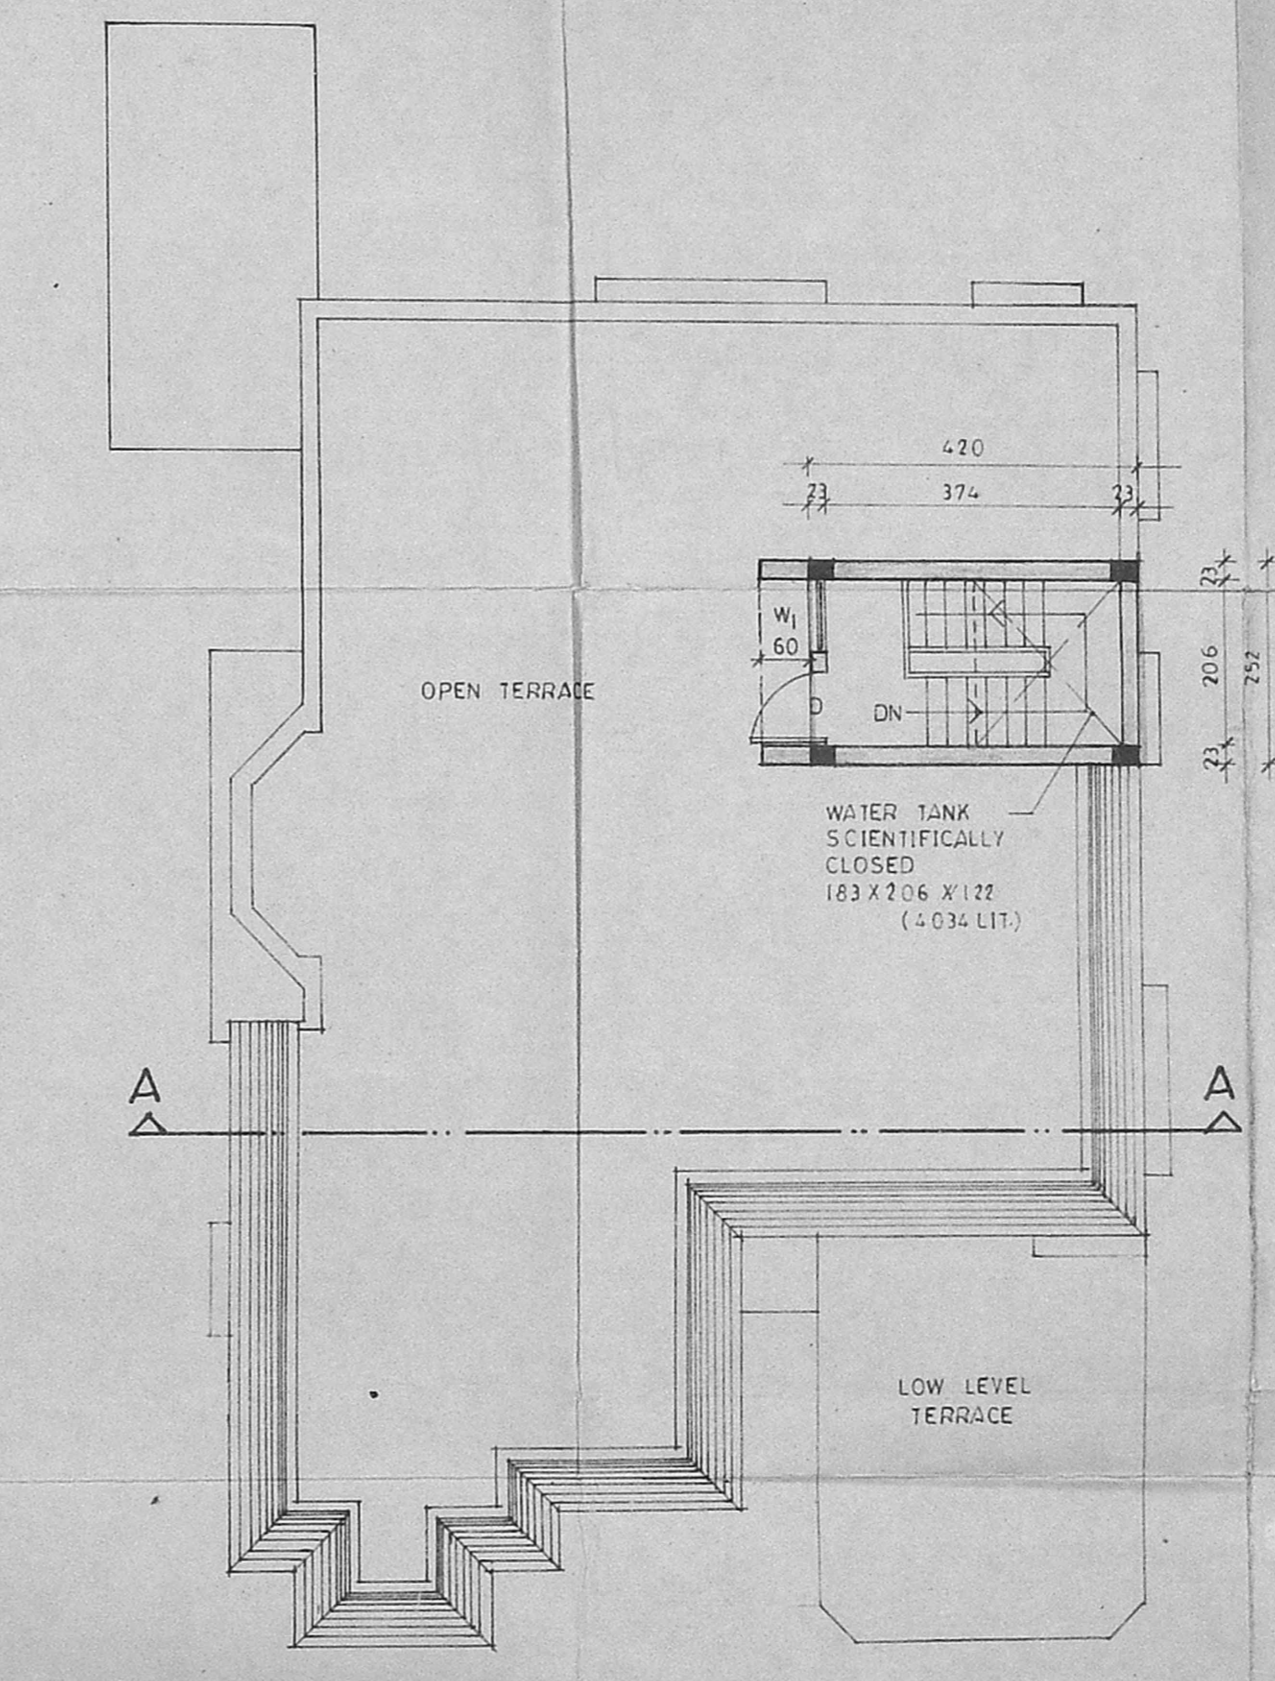 420
23 374 23
23
W1
60
206
252
OPEN TERRACE
D
DN
23
WATER TANK
SCIENTIFICALLY
CLOSED
183 X 206 X 122
(4034 LIT.)
A A
LOW LEVEL
TERRACE